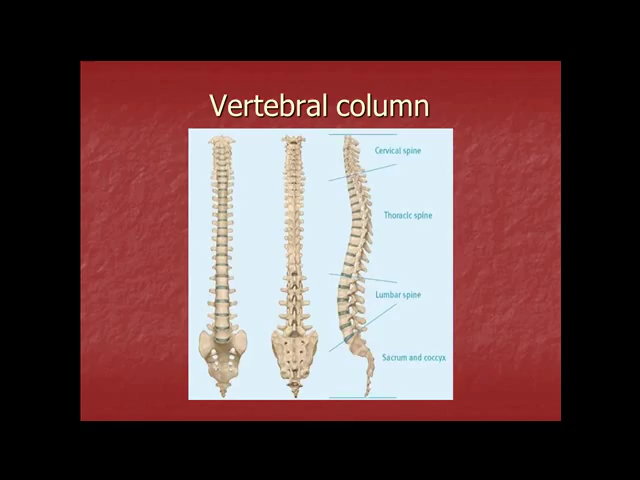 Vertebral column
Cervical spine
Thoracic spine
Lumbar spine
Sacrum and coccyx